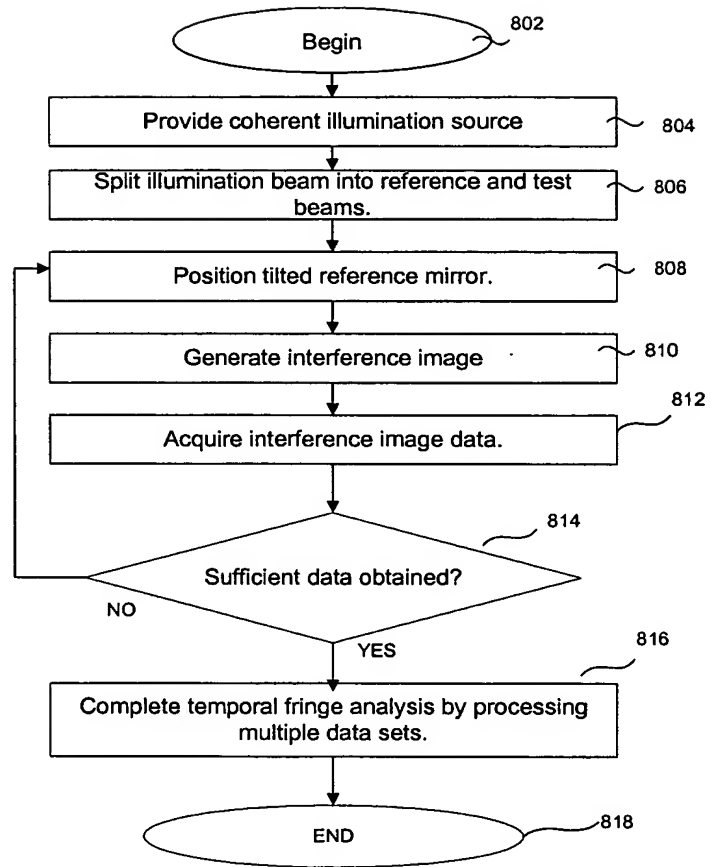 Begin
802
Provide coherent illumination source
804
Split illumination beam into reference and test
beams.
806
Position tilted reference mirror.
808
Generate interference image
810
812
Acquire interference image data.
814
Sufficient data obtained?
NO
YES
816
Complete temporal fringe analysis by processing
multiple data sets.
END
818